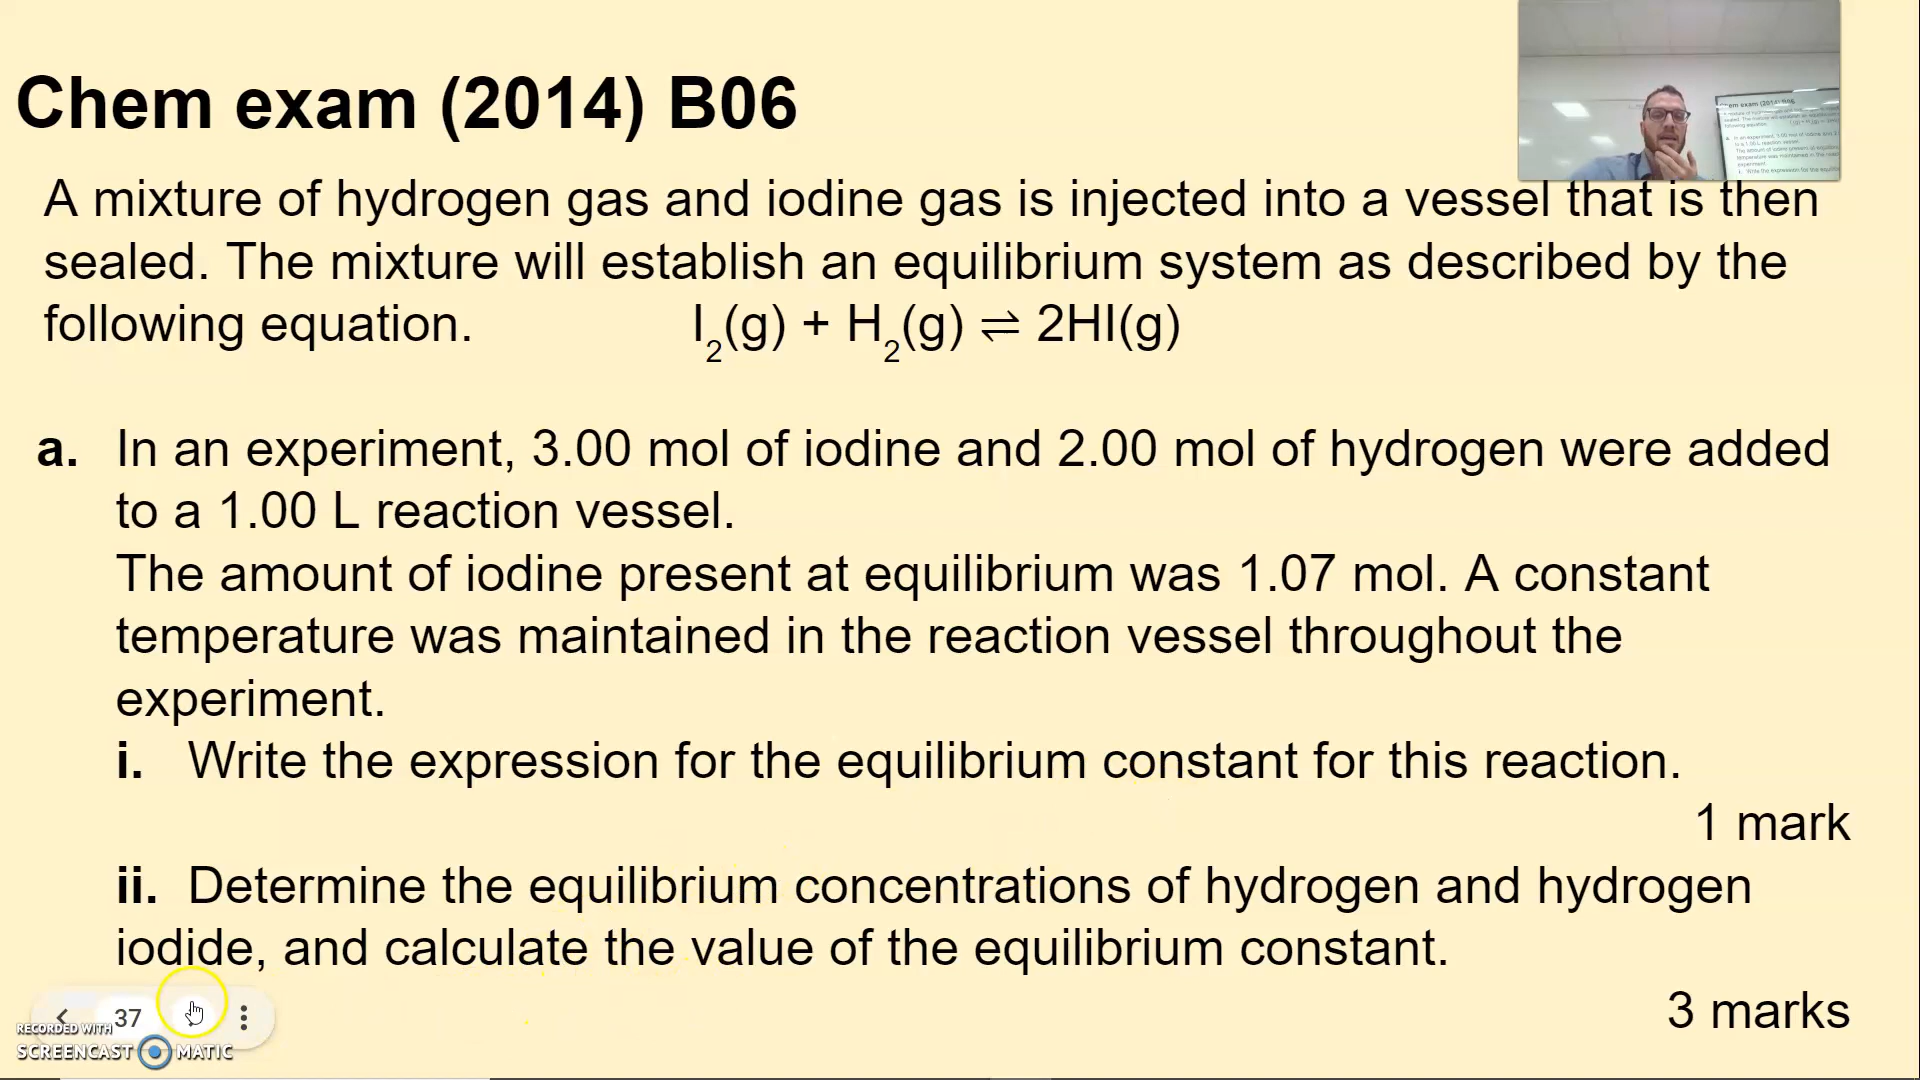 Chem exam (2014) B06
A mixture of hydrogen gas and iodine gas is injected into a vessel that is then
sealed. The mixture will establish an equilibrium system as described by the
following equation. I₂(g) + H₂(g) ⇌ 2HI(g)
a. In an experiment, 3.00 mol of iodine and 2.00 mol of hydrogen were added
to a 1.00 L reaction vessel.
The amount of iodine present at equilibrium was 1.07 mol. A constant
temperature was maintained in the reaction vessel throughout the
experiment.
i. Write the expression for the equilibrium constant for this reaction.
1 mark
ii. Determine the equilibrium concentrations of hydrogen and hydrogen
iodide, and calculate the value of the equilibrium constant.
3 marks
37
RECORDED WITH
SCREENCAST MATIC